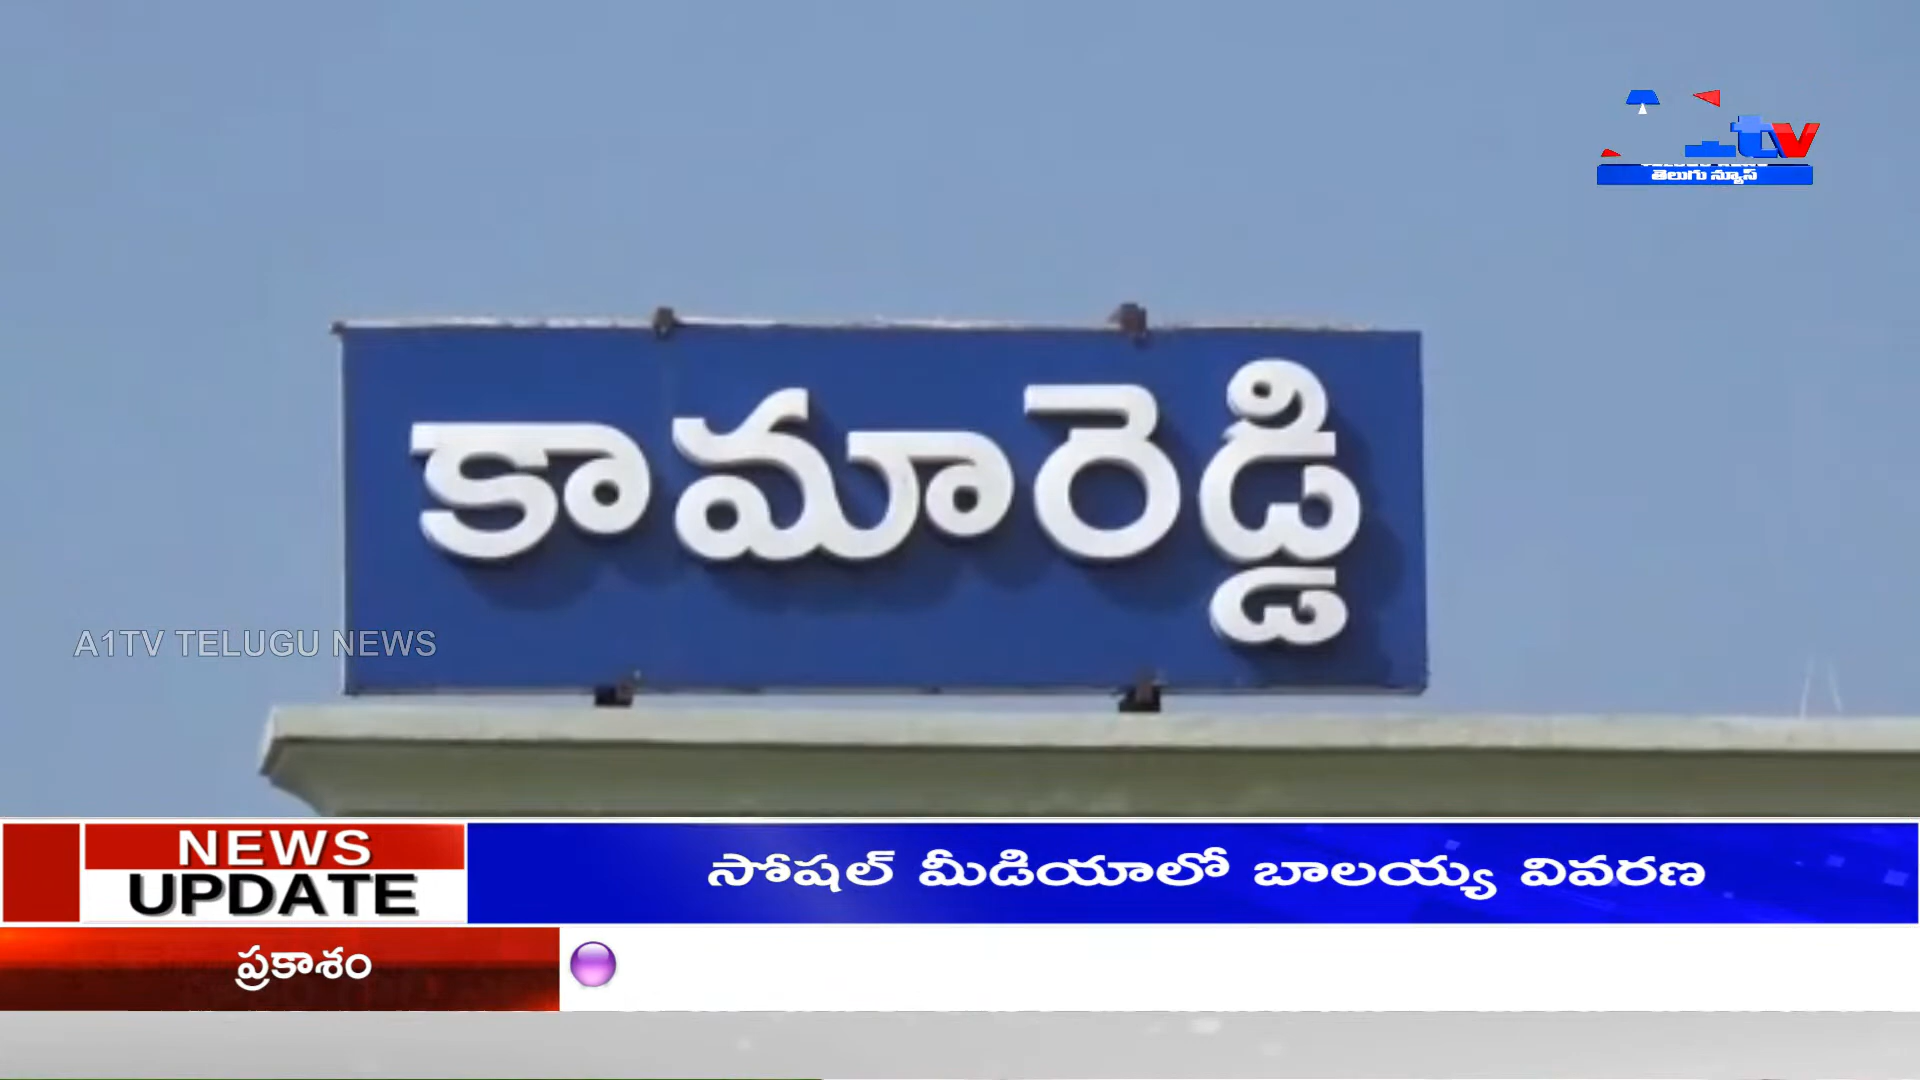 తెలుగు న్యూస్
కామారెడ్డి
A1TV TELUGU NEWS
NEWS
UPDATE
సోషల్ మీడియాలో బాలయ్య వివరణ
ప్రకాశం